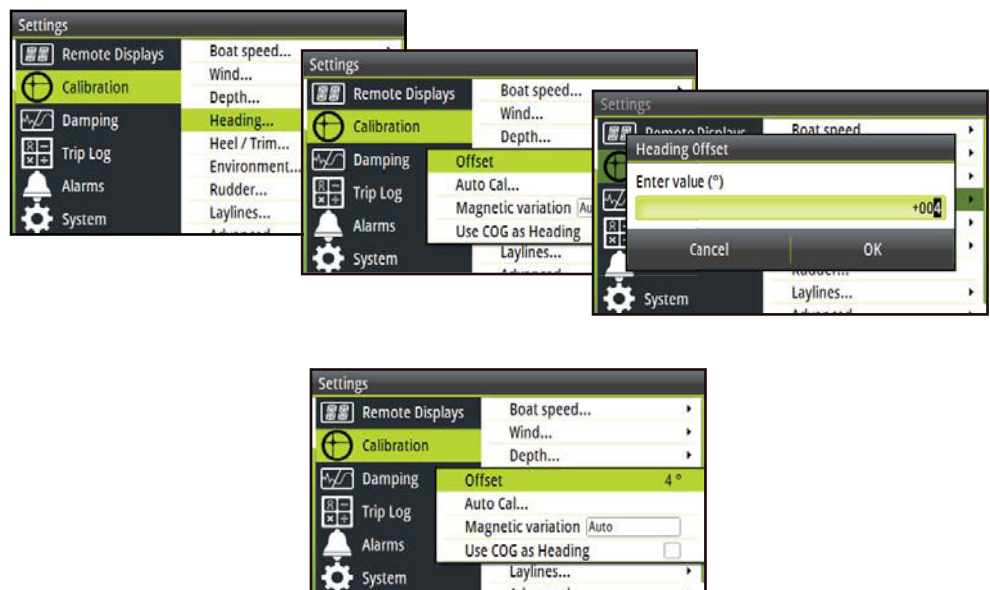 Settings
Remote Displays
Calibration
Damping
Trip Log
Alarms
System
Boat speed...
Wind...
Depth...
Heading...
Heel / Trim...
Environment...
Rudder...
Laylines...
Settings
Remote Displays
Calibration
Damping
Trip Log
Alarms
System
Boat speed...
Wind...
Depth...
Offset
Auto Cal...
Magnetic variation Au
Use COG as Heading
Laylines...
Settings
Remote Displays
Boat speed
Heading Offset
Enter value (°)
+004
Cancel OK
System
Laylines...
Settings
Remote Displays
Calibration
Damping
Trip Log
Alarms
System
Boat speed...
Wind...
Depth...
Offset 4 °
Auto Cal...
Magnetic variation Auto
Use COG as Heading
Laylines...